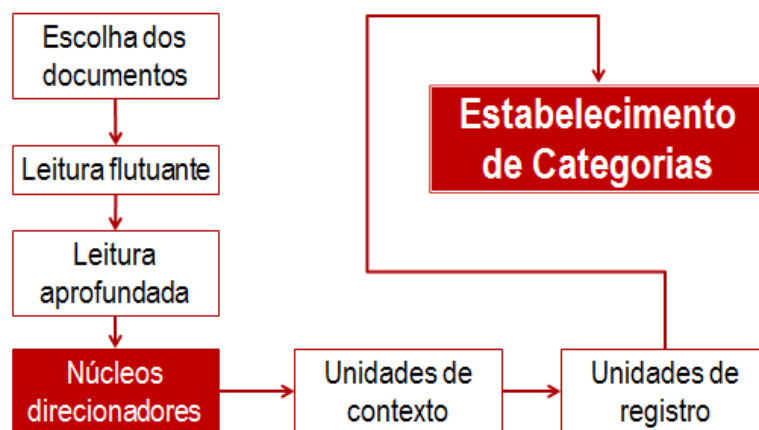 Escolha dos
documentos
Leitura flutuante
Leitura
aprofundada
Núcleos
direcionadores
Unidades de
contexto
Unidades de
registro
Estabelecimento
de Categorias